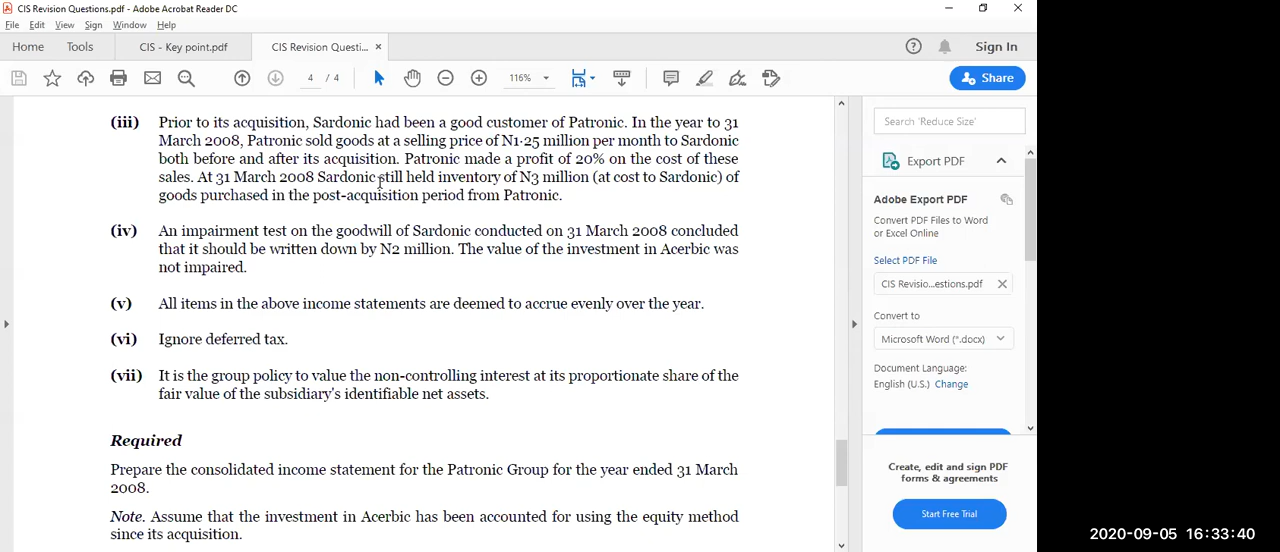 CIS Revision Questions.pdf - Adobe Acrobat Reader DC
File Edit View Sign Window Help
Home Tools CIS - Key point.pdf CIS Revision Questi... × Sign In
4 / 4 116% Share
(iii) Prior to its acquisition, Sardonic had been a good customer of Patronic. In the year to 31
March 2008, Patronic sold goods at a selling price of N1·25 million per month to Sardonic
both before and after its acquisition. Patronic made a profit of 20% on the cost of these
sales. At 31 March 2008 Sardonic still held inventory of N3 million (at cost to Sardonic) of
goods purchased in the post-acquisition period from Patronic.
(iv) An impairment test on the goodwill of Sardonic conducted on 31 March 2008 concluded
that it should be written down by N2 million. The value of the investment in Acerbic was
not impaired.
(v) All items in the above income statements are deemed to accrue evenly over the year.
(vi) Ignore deferred tax.
(vii) It is the group policy to value the non-controlling interest at its proportionate share of the
fair value of the subsidiary's identifiable net assets.
Required
Prepare the consolidated income statement for the Patronic Group for the year ended 31 March
2008.
Note. Assume that the investment in Acerbic has been accounted for using the equity method
since its acquisition.
Search 'Reduce Size'
Export PDF
Adobe Export PDF
Convert PDF Files to Word
or Excel Online
Select PDF File
CIS Revisio...estions.pdf ×
Convert to
Microsoft Word (*.docx)
Document Language:
English (U.S.) Change
Create, edit and sign PDF
forms & agreements
Start Free Trial
2020-09-05 16:33:40